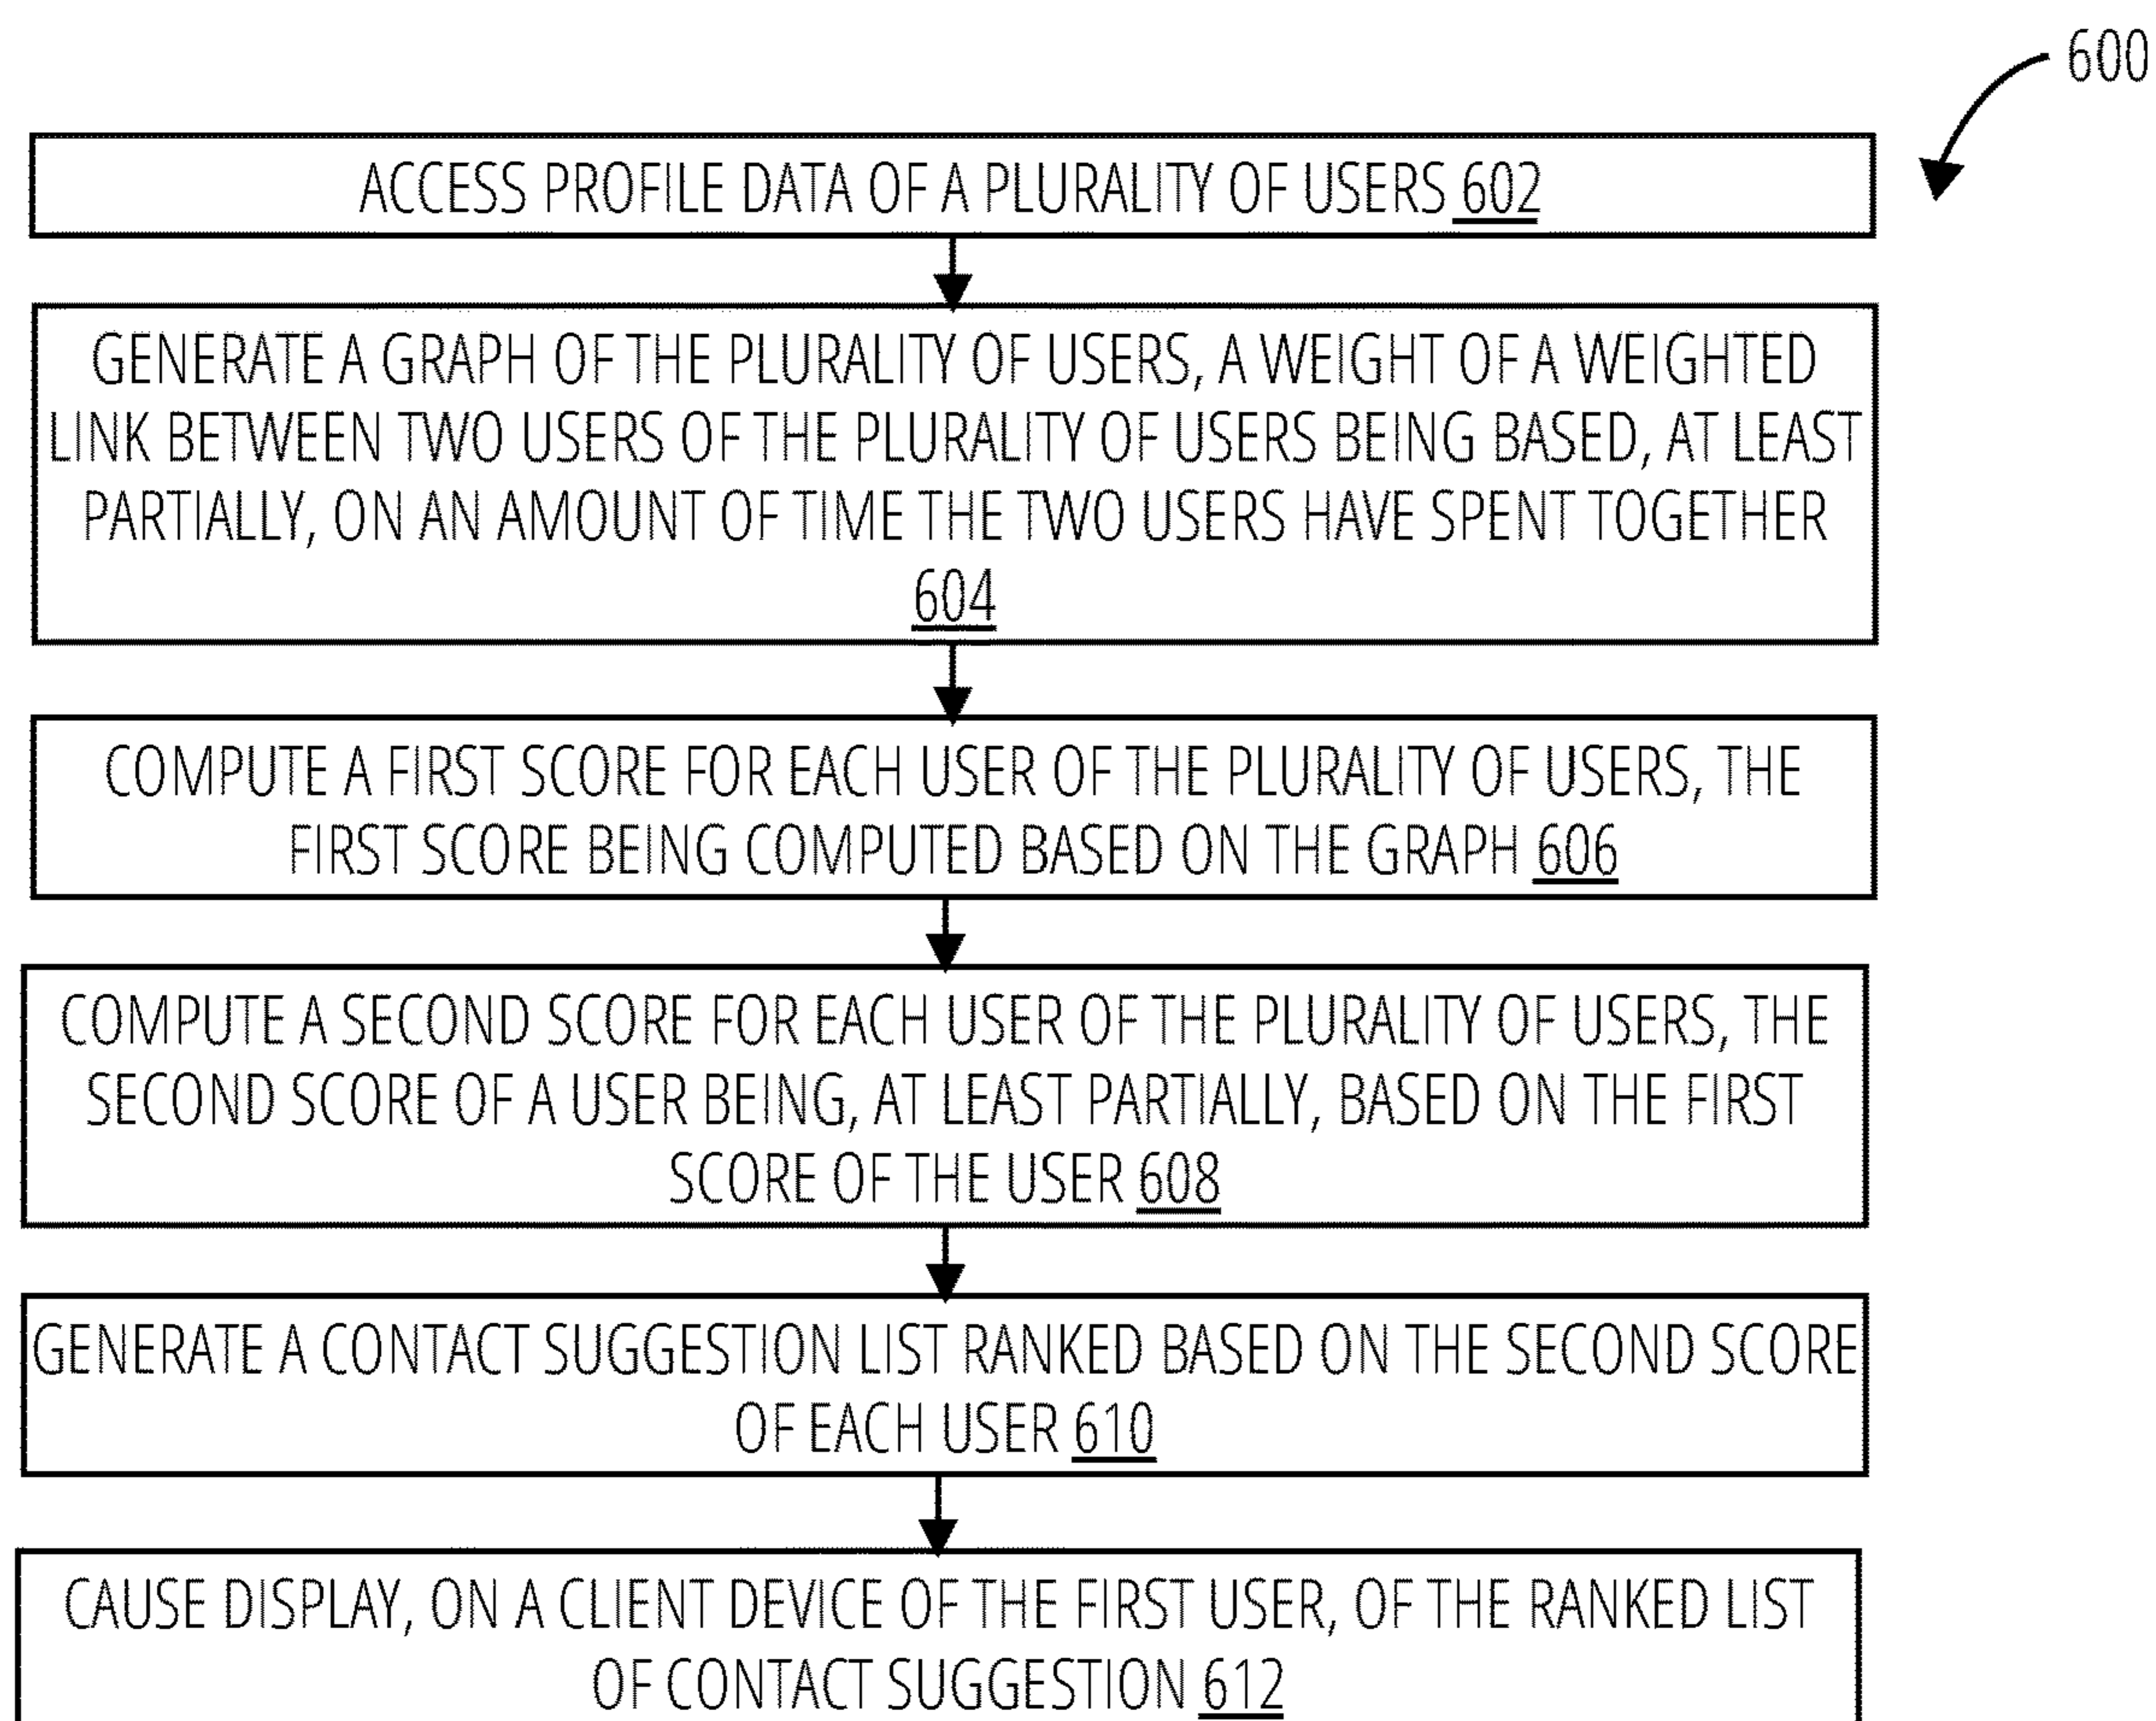 600
ACCESS PROFILE DATA OF A PLURALITY OF USERS 602
GENERATE A GRAPH OF THE PLURALITY OF USERS, A WEIGHT OF A WEIGHTED
LINK BETWEEN TWO USERS OF THE PLURALITY OF USERS BEING BASED, AT LEAST
PARTIALLY, ON AN AMOUNT OF TIME THE TWO USERS HAVE SPENT TOGETHER
604
COMPUTE A FIRST SCORE FOR EACH USER OF THE PLURALITY OF USERS, THE
FIRST SCORE BEING COMPUTED BASED ON THE GRAPH 606
COMPUTE A SECOND SCORE FOR EACH USER OF THE PLURALITY OF USERS, THE
SECOND SCORE OF A USER BEING, AT LEAST PARTIALLY, BASED ON THE FIRST
SCORE OF THE USER 608
GENERATE A CONTACT SUGGESTION LIST RANKED BASED ON THE SECOND SCORE
OF EACH USER 610
CAUSE DISPLAY, ON A CLIENT DEVICE OF THE FIRST USER, OF THE RANKED LIST
OF CONTACT SUGGESTION 612